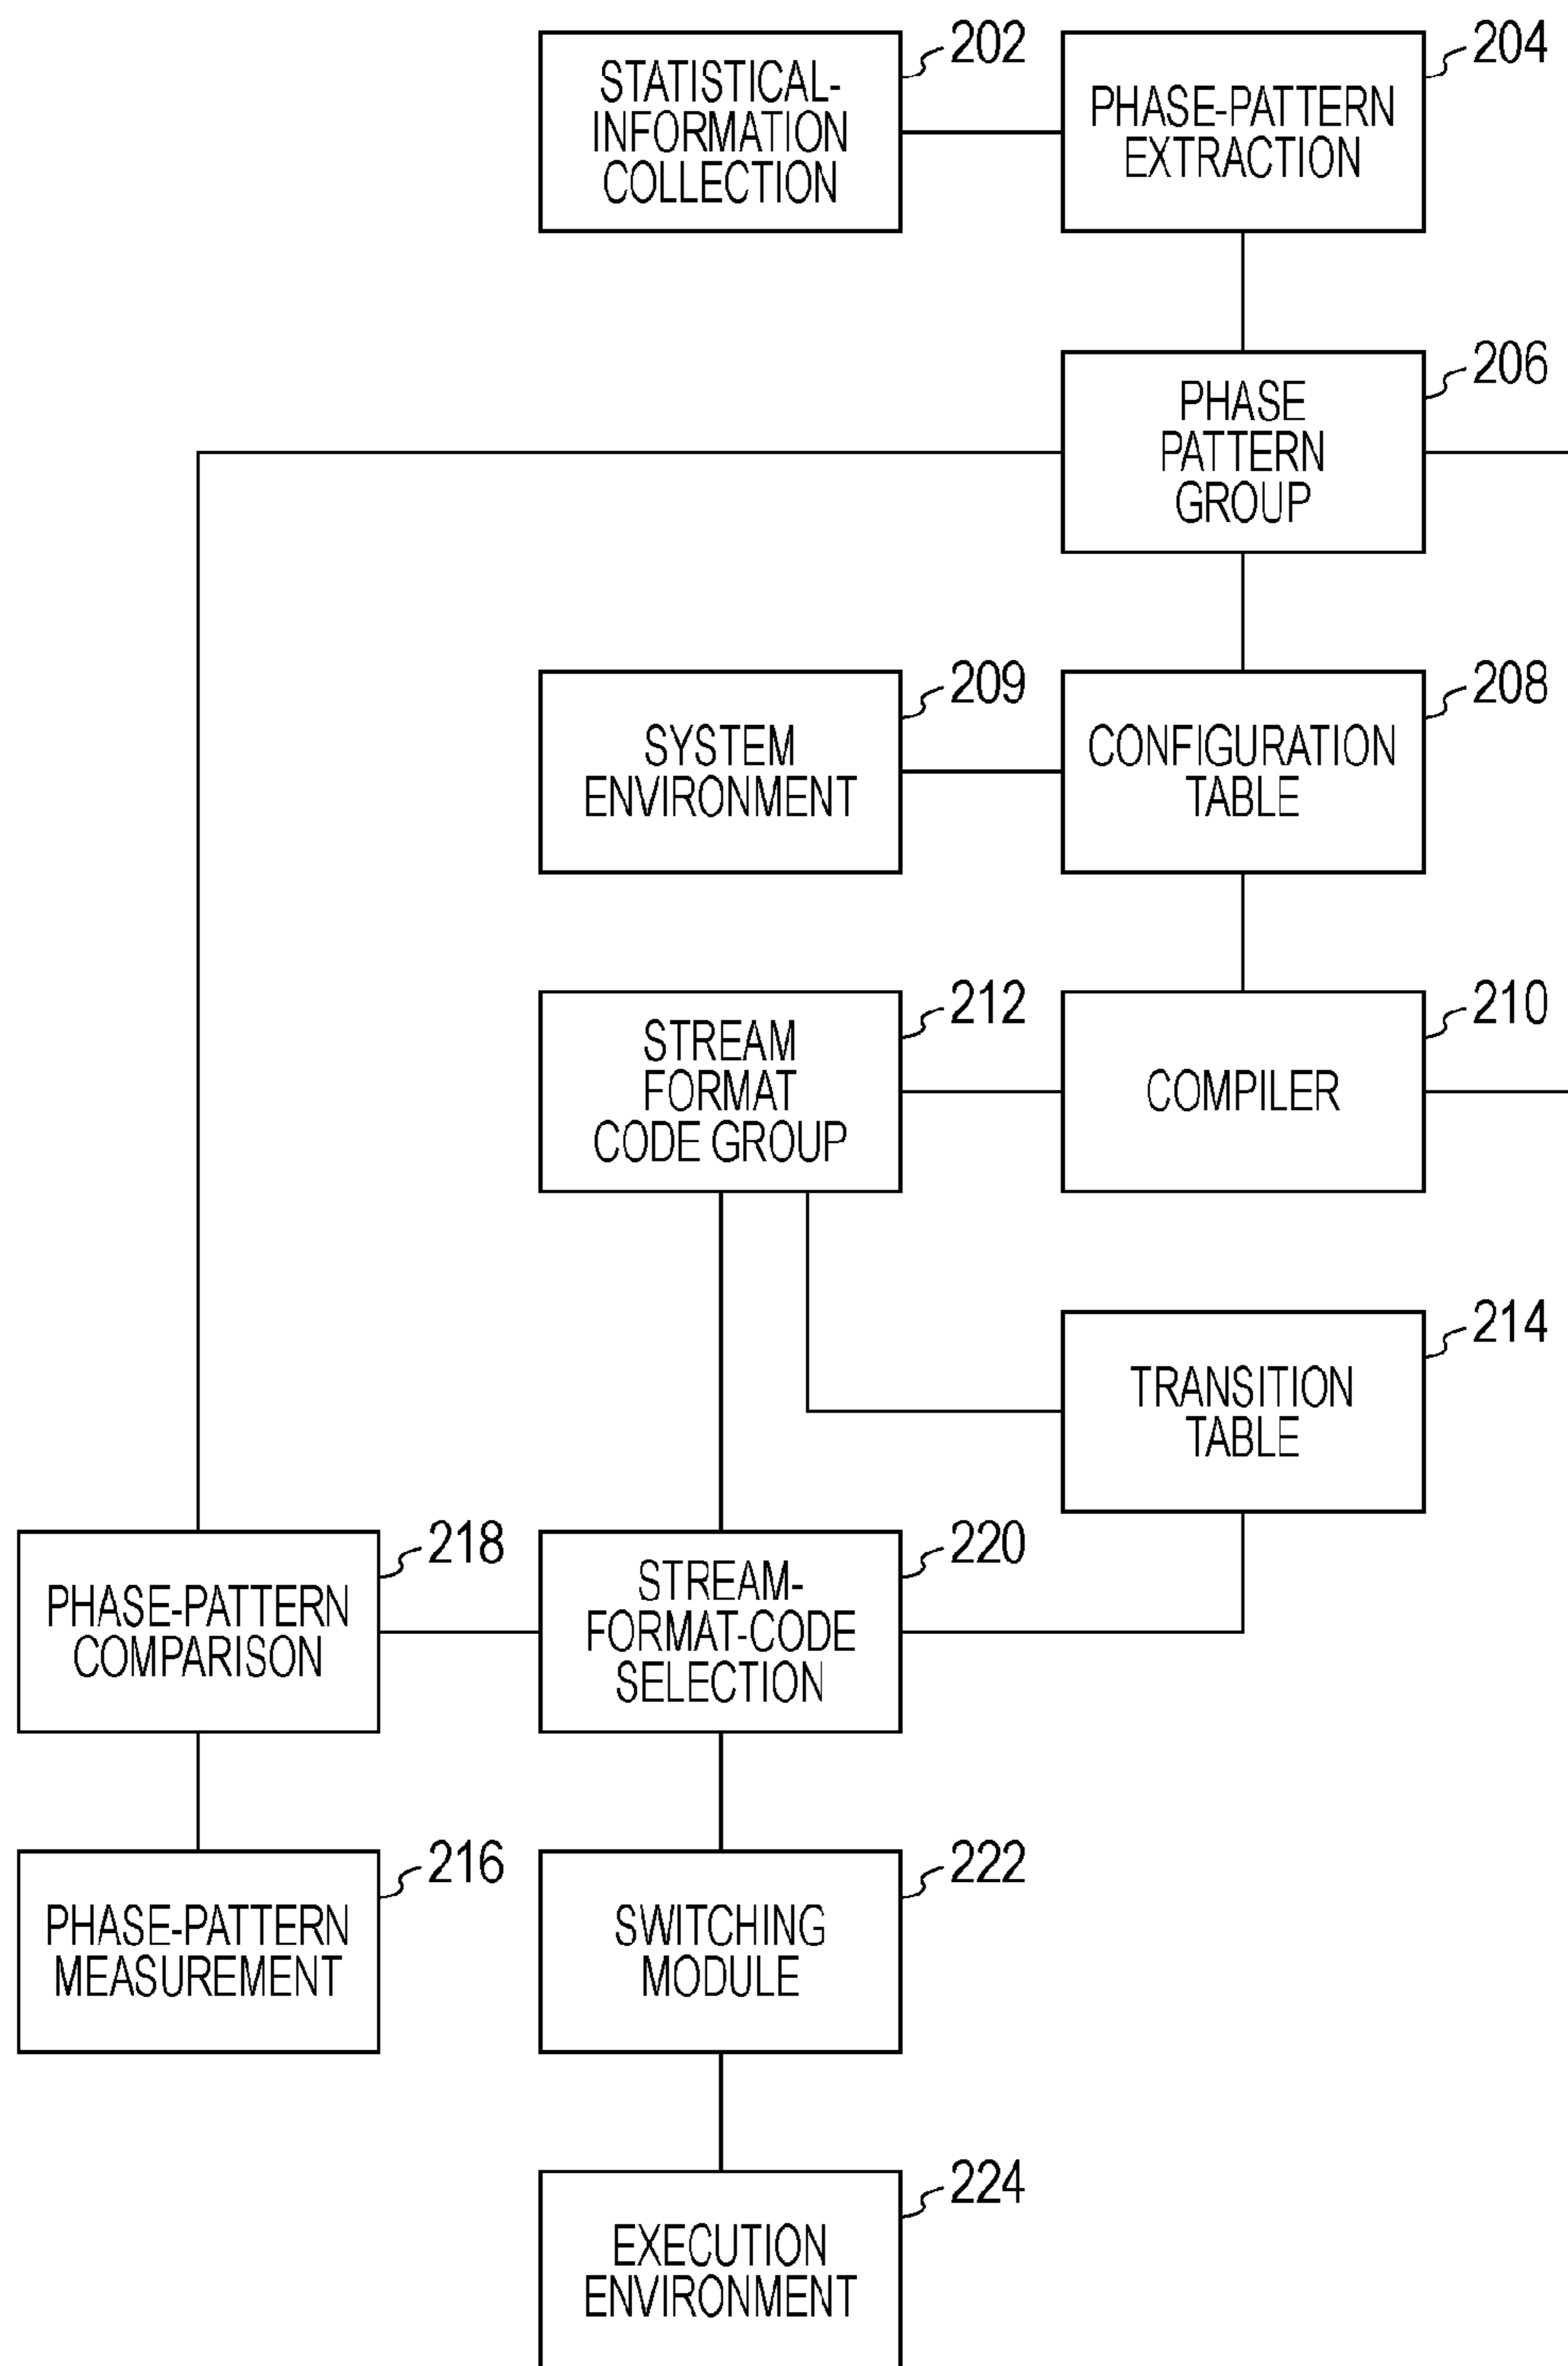 202
STATISTICAL-
INFORMATION
COLLECTION
204
PHASE-PATTERN
EXTRACTION
206
PHASE
PATTERN
GROUP
209
SYSTEM
ENVIRONMENT
208
CONFIGURATION
TABLE
212
STREAM
FORMAT
CODE GROUP
210
COMPILER
214
TRANSITION
TABLE
218
PHASE-PATTERN
COMPARISON
220
STREAM-
FORMAT-CODE
SELECTION
216
PHASE-PATTERN
MEASUREMENT
222
SWITCHING
MODULE
224
EXECUTION
ENVIRONMENT